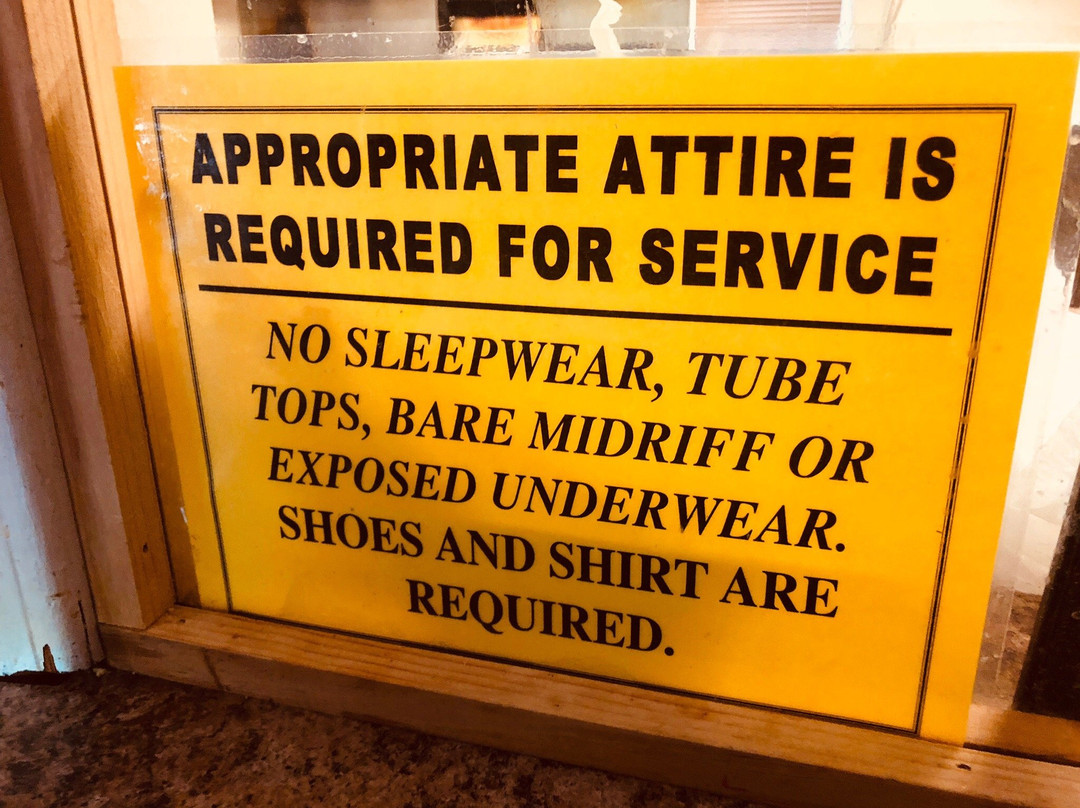 APPROPRIATE ATTIRE IS
REQUIRED FOR SERVICE
NO SLEEPWEAR, TUBE
TOPS, BARE MIDRIFF OR
EXPOSED UNDERWEAR.
SHOES AND SHIRT ARE
REQUIRED.